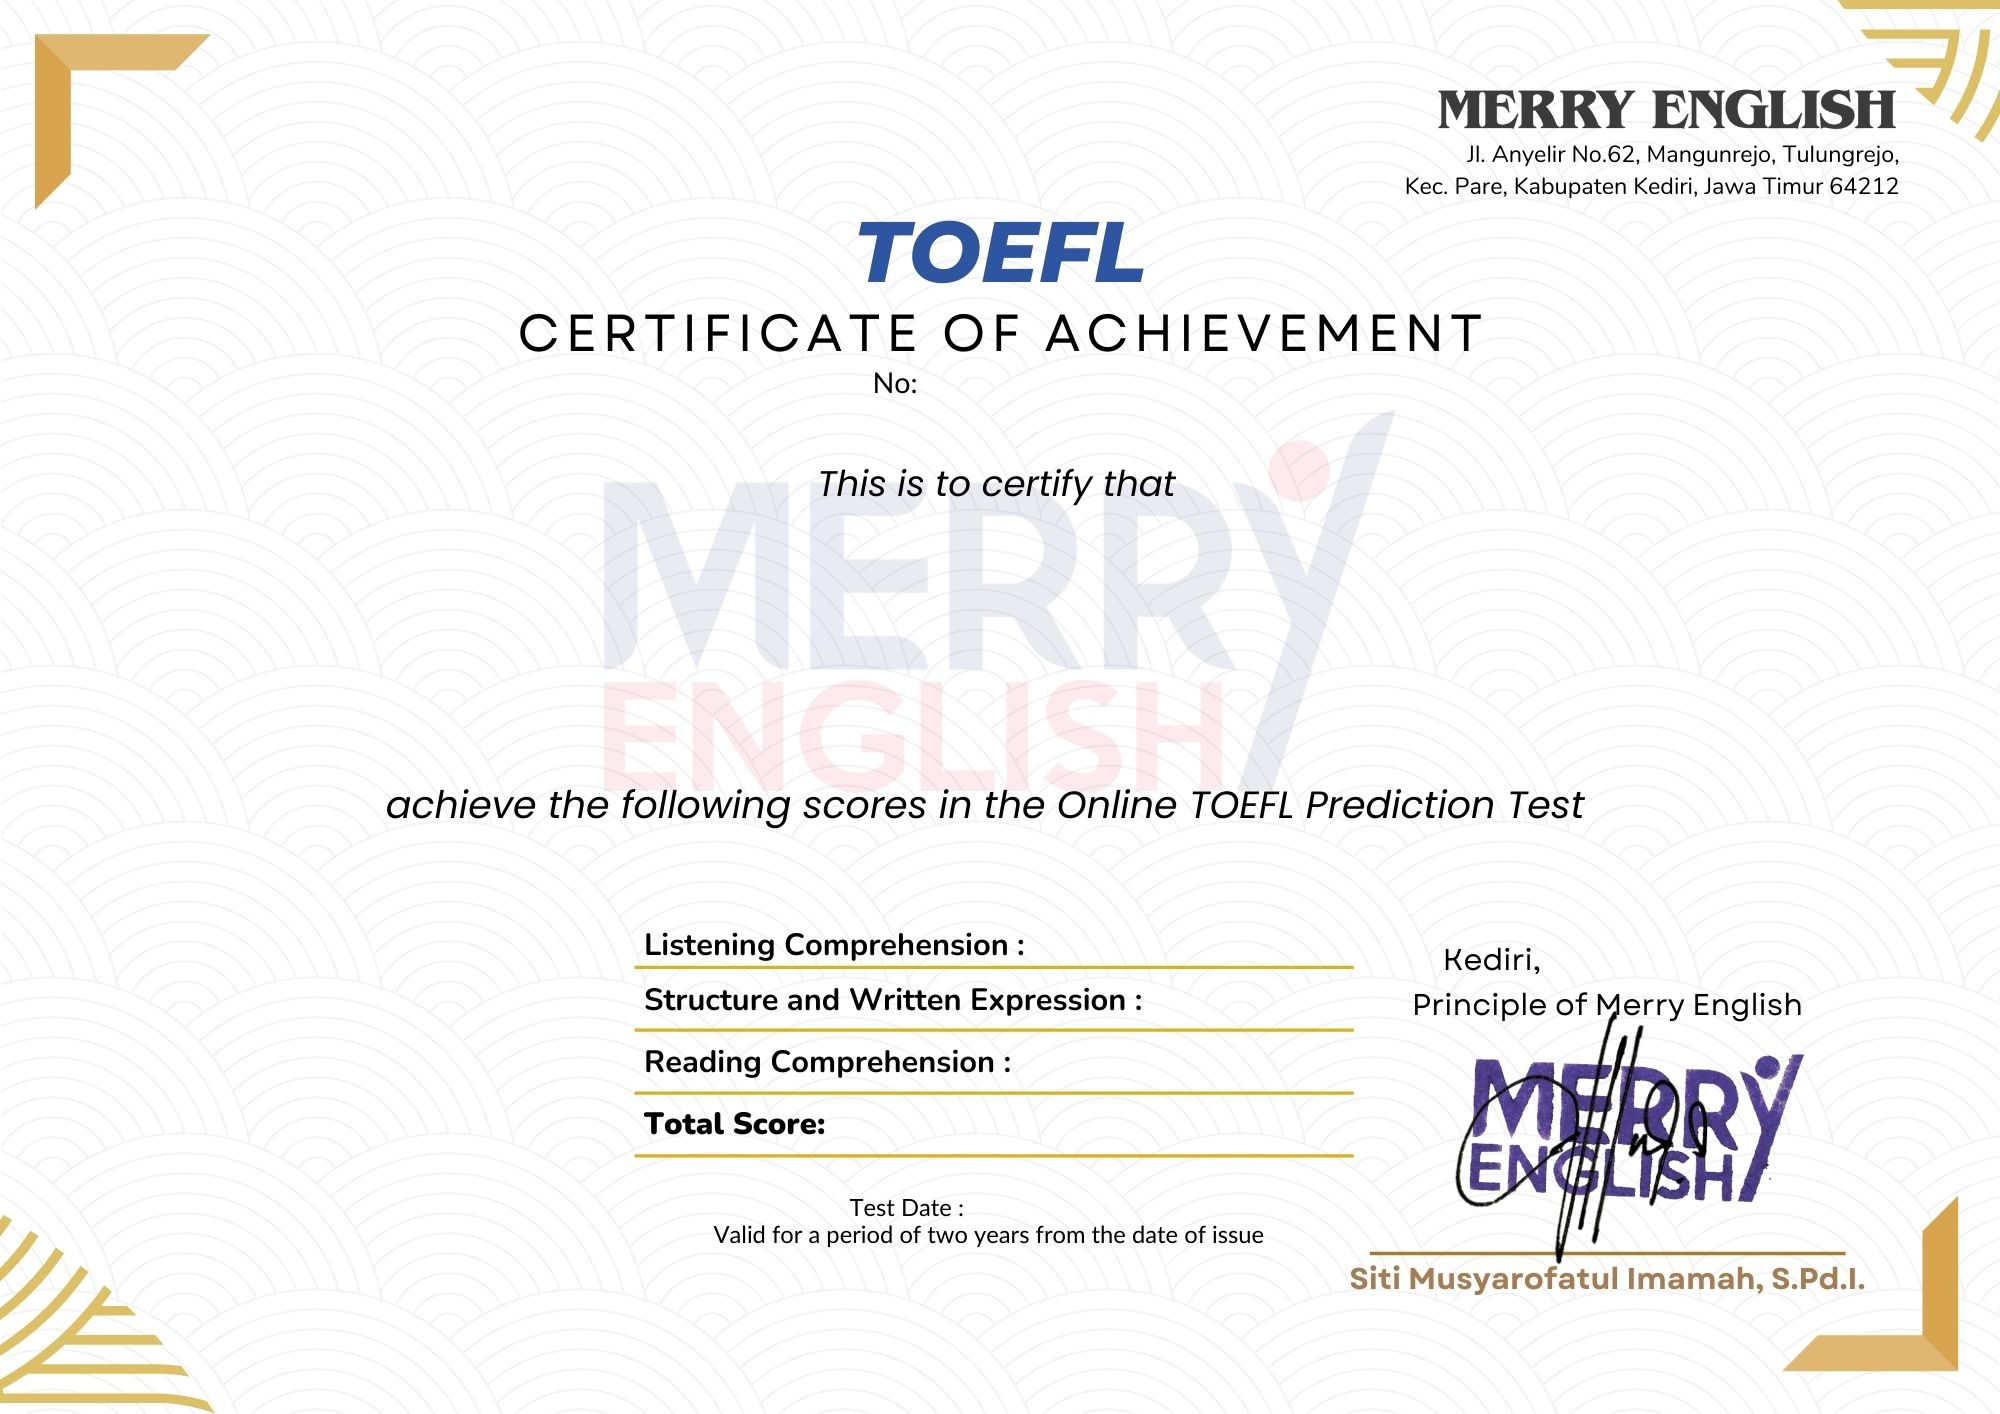 MERRY ENGLISH
Jl. Anyelir No.62, Mangunrejo, Tulungrejo,
Kec. Pare, Kabupaten Kediri, Jawa Timur 64212
TOEFL
CERTIFICATE OF ACHIEVEMENT
No:
This is to certify that
MERRY
ENGLISH
achieve the following scores in the Online TOEFL Prediction Test
Listening Comprehension :
Structure and Written Expression :
Reading Comprehension :
Total Score:
Test Date :
Valid for a period of two years from the date of issue
Kediri,
Principle of Merry English
MERRY
ENGLISH
Siti Musyarofatul Imamah, S.Pd.I.